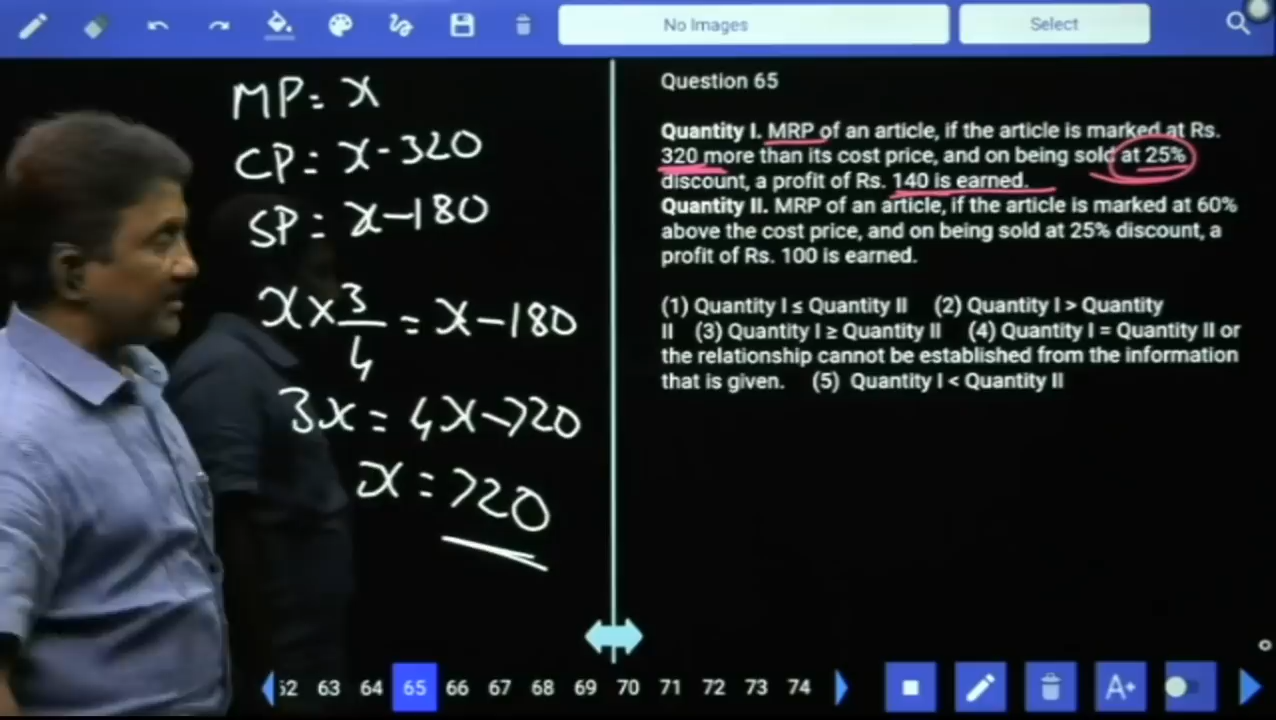 No Images
Select
MP = x
CP = x-320
SP = x-180
x × 3/4 = x-180
3x = 4x-720
x = 720
Question 65
Quantity I. MRP of an article, if the article is marked at Rs.
320 more than its cost price, and on being sold at 25%
discount, a profit of Rs. 140 is earned.
Quantity II. MRP of an article, if the article is marked at 60%
above the cost price, and on being sold at 25% discount, a
profit of Rs. 100 is earned.
(1) Quantity I ≤ Quantity II (2) Quantity I > Quantity
II (3) Quantity I ≥ Quantity II (4) Quantity I = Quantity II or
the relationship cannot be established from the information
that is given. (5) Quantity I < Quantity II
52 63 64 65 66 67 68 69 70 71 72 73 74
A+